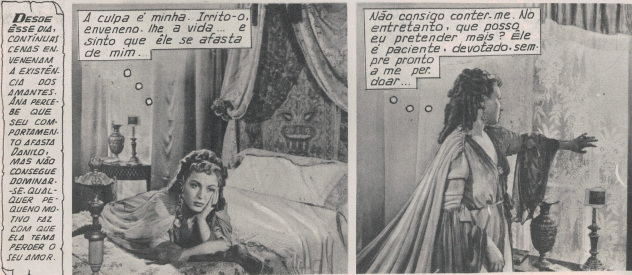 DESDE
ÊSSE DIA,
CONTÍNUAS
CENAS EN-
VENENAM
A EXISTÊN-
CIA DOS
AMANTES.
ANA PERCE-
BE QUE
SEU COM-
PORTAMEN-
TO AFASTA
DANILO,
MAS NÃO
CONSEGUE
DOMINAR-
-SE. QUAL-
QUER PE-
QUENO MO-
TIVO FAZ
COM QUE
ELA TEMA
PERDER O
SEU AMOR.
A culpa é minha. Irrito-o,
enveneno-lhe a vida... e
sinto que êle se afasta
de mim.
Não consigo conter-me. No
entretanto, que posso
eu pretender mais? Êle
é paciente, devotado, sem-
pre pronto
a me per-
doar...